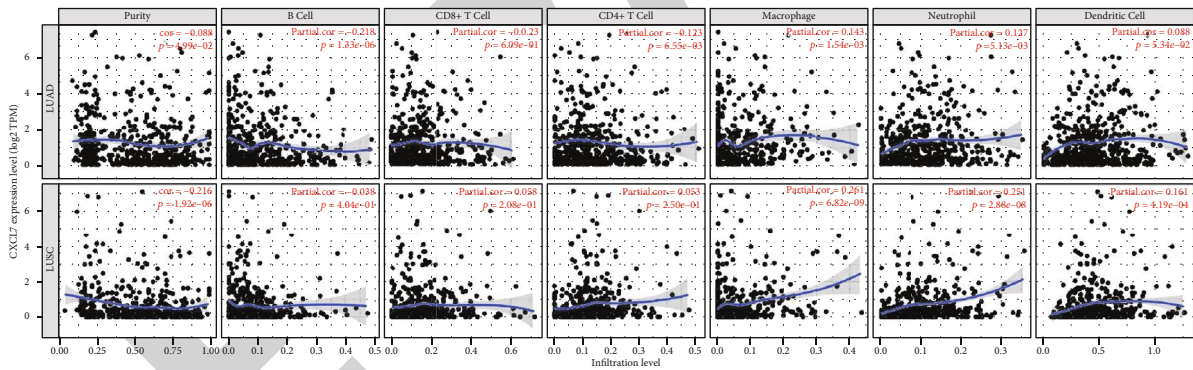 Purity B Cell CD8+ T Cell CD4+ T Cell Macrophage Neutrophil Dendritic Cell
cor = −0.088 Partial.cor = −0.218 Partial.cor = −0.0.23 Partial.cor = −0.123 Partial.cor = 0.143 Partial.cor = 0.127 Partial.cor = 0.088
p = 4.99e−02 p = 1.33e−06 p = 6.09e−01 p = 6.55e−03 p = 1.54e−03 p = 5.13e−03 p = 5.34e−02
6
4
2
0
LUAD
CXCL7 expression level (log2 TPM)
cor = −0.216 Partial.cor = −0.038 Partial.cor = 0.058 Partial.cor = 0.053 Partial.cor = 0.261 Partial.cor = 0.251 Partial.cor = 0.161
p = 1.92e−06 p = 4.04e−01 p = 2.08e−01 p = 2.50e−01 p = 6.82e−09 p = 2.88e−08 p = 4.19e−04
6
4
2
0
LUSC
0.00 0.25 0.50 0.75 1.00 0.0 0.1 0.2 0.3 0.4 0.5 0.0 0.2 0.4 0.6 0.0 0.1 0.2 0.3 0.4 0.5 0.0 0.1 0.2 0.3 0.4 0.0 0.1 0.2 0.3 0.0 0.5 1.0
Infiltration level